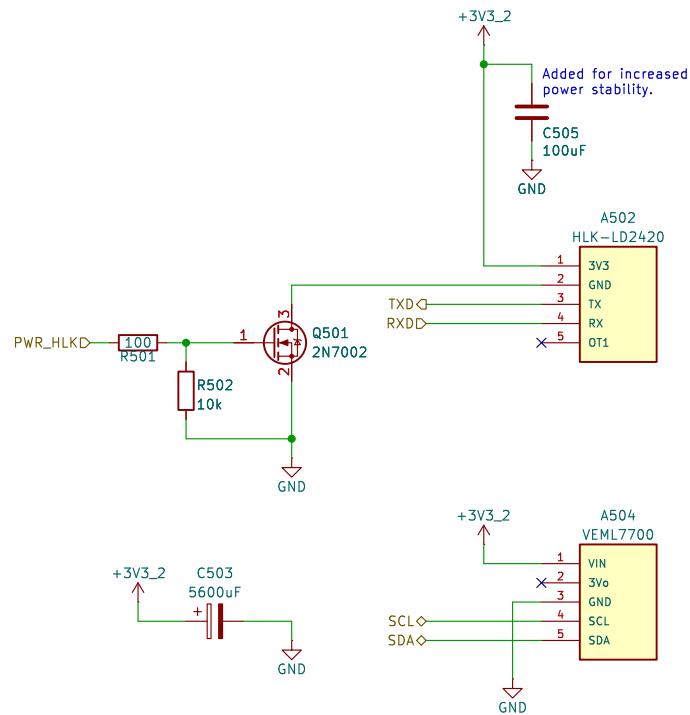 +3V3_2
Added for increased
power stability.
C505
100uF
GND
A502
HLK-LD2420
1 3V3
2 GND
TXD 3 TX
RXD 4 RX
5 OT1
PWR_HLK 100 1
R501
3
Q501
2N7002
2
R502
10k
GND
+3V3_2
A504
VEML7700
1 VIN
2 3Vo
3 GND
SCL 4 SCL
SDA 5 SDA
GND
+3V3_2
C503
5600uF
+
GND